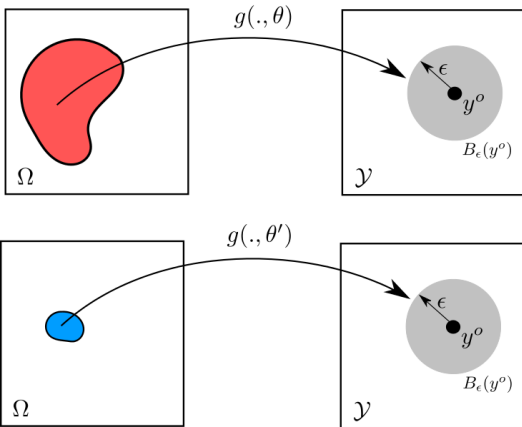 g(., θ)
ϵ
y^o
B_ϵ(y^o)
Ω
𝒴
g(., θ′)
ϵ
y^o
B_ϵ(y^o)
Ω
𝒴